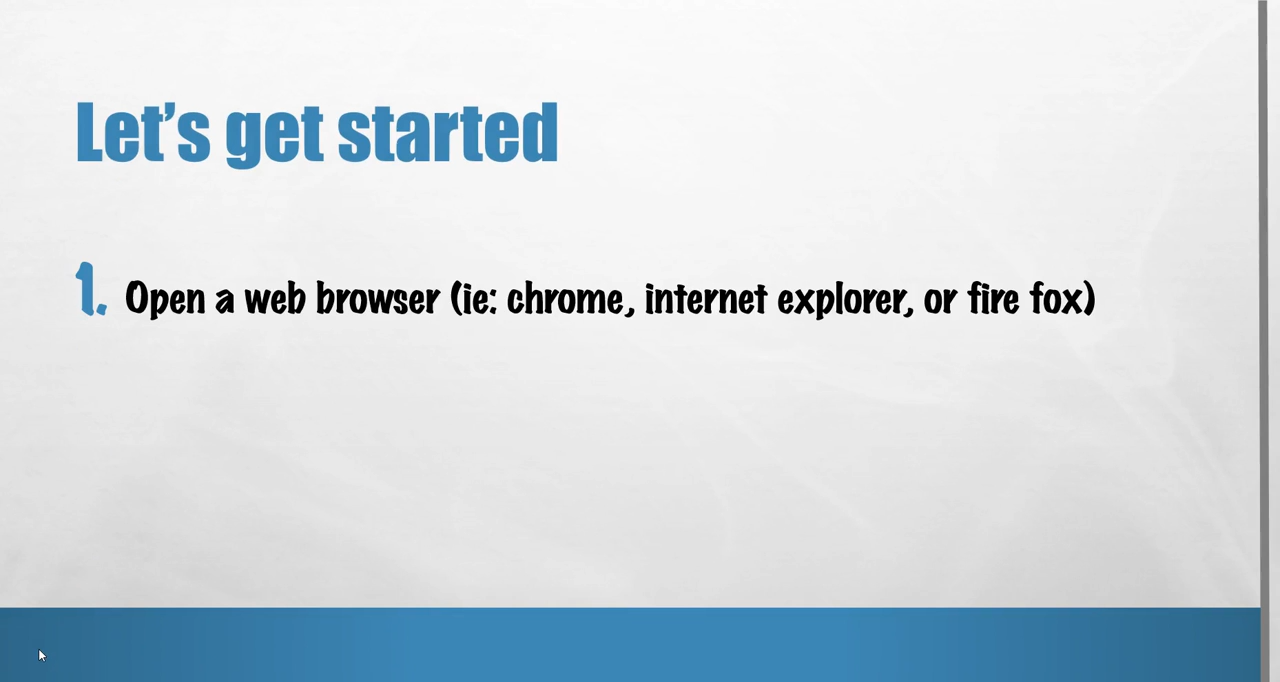 Let’s get started
1. Open a web browser (ie: chrome, internet explorer, or fire fox)